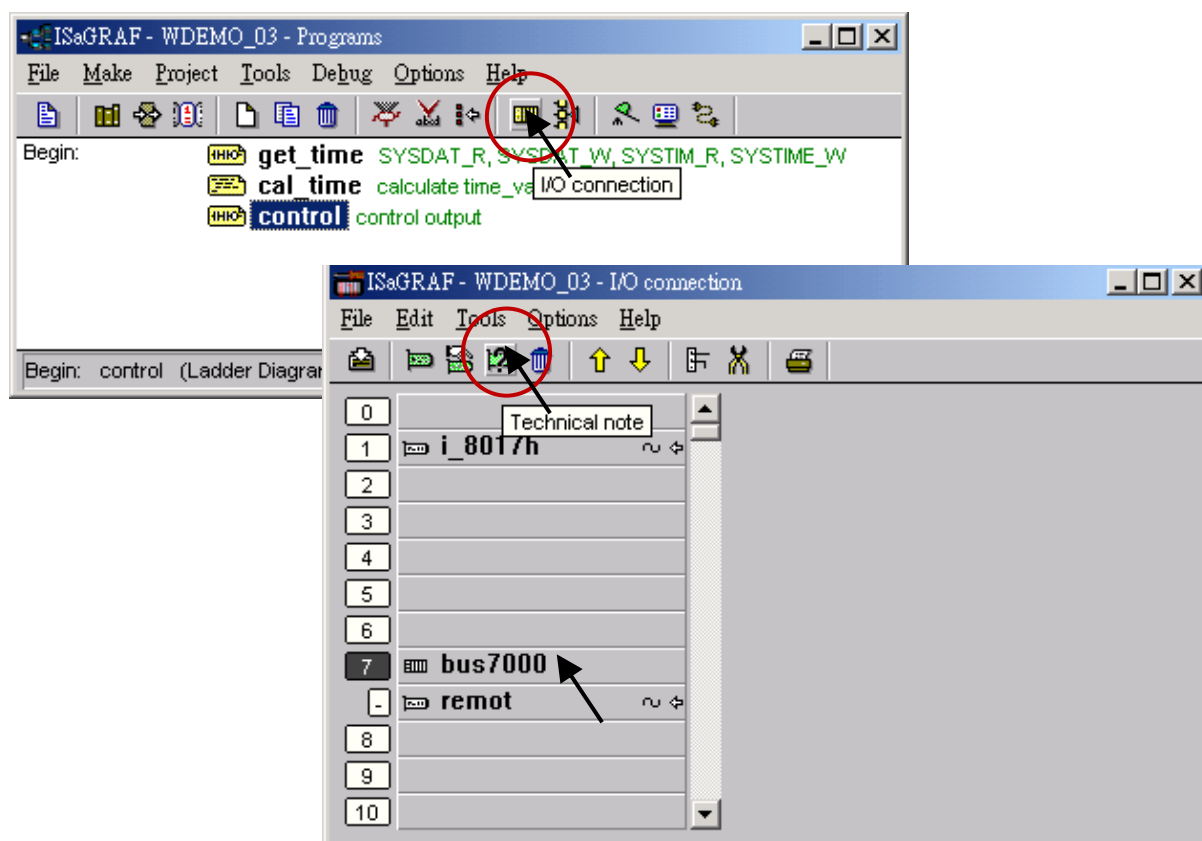 ISaGRAF - WDEMO_03 - Programs
File Make Project Tools Debug Options Help
Begin:
get_time SYSDAT_R, SYSDAT_W, SYSTIM_R, SYSTIME_W
cal_time calculate time_va
I/O connection
control control output
Begin: control (Ladder Diagra
ISaGRAF - WDEMO_03 - I/O connection
File Edit Tools Options Help
Technical note
0
1 i_8017h
2
3
4
5
6
7 bus7000
- remot
8
9
10